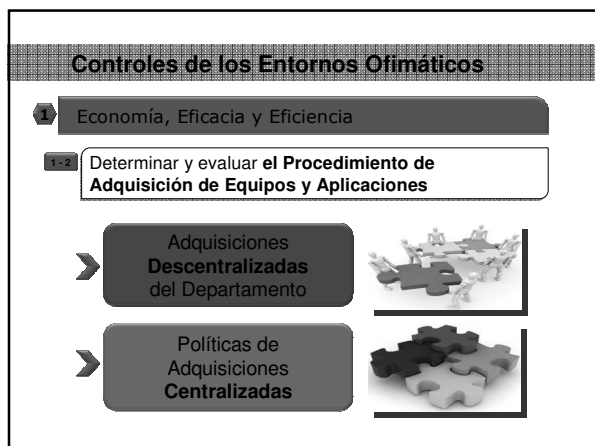 Controles de los Entornos Ofimáticos
1 Economía, Eficacia y Eficiencia
1 - 2 Determinar y evaluar el Procedimiento de
Adquisición de Equipos y Aplicaciones
Adquisiciones
Descentralizadas
del Departamento
Políticas de
Adquisiciones
Centralizadas